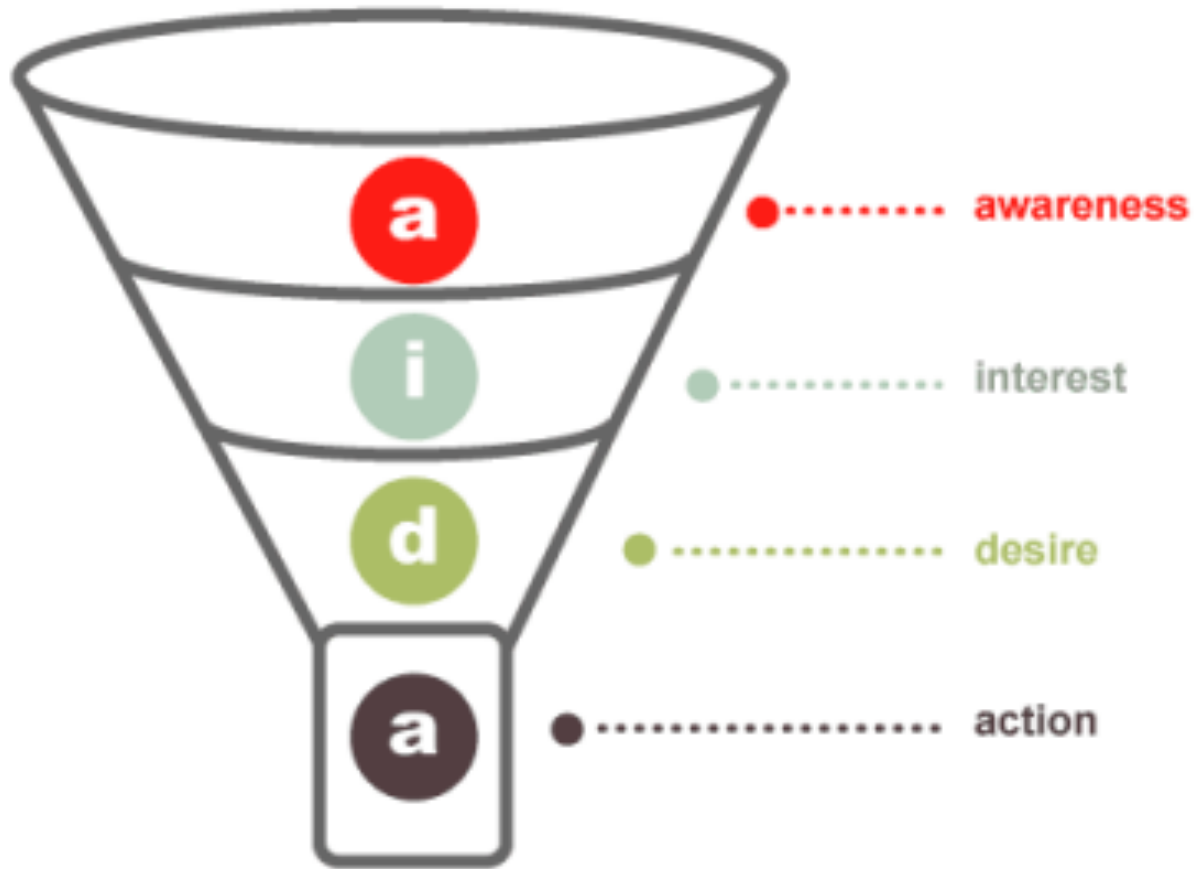 a
awareness
i
interest
d
desire
a
action